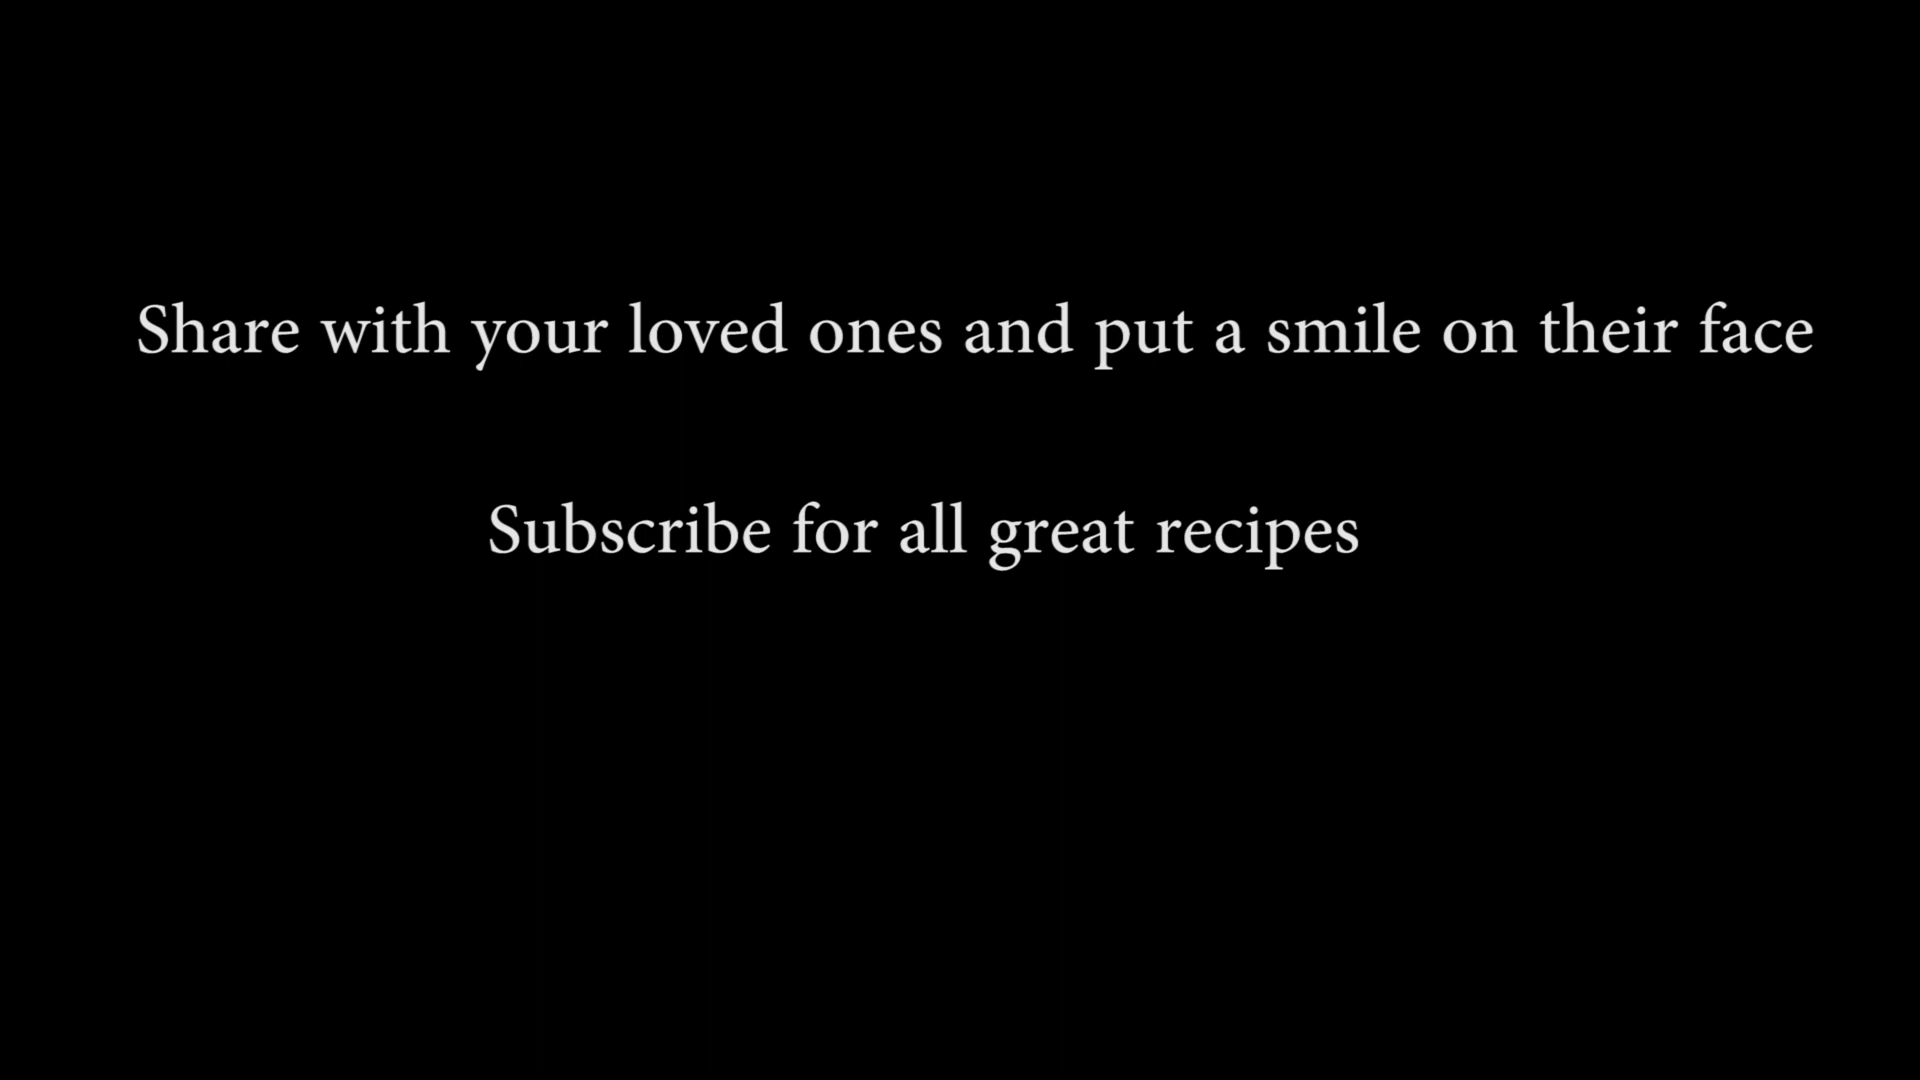 Share with your loved ones and put a smile on their face
Subscribe for all great recipes